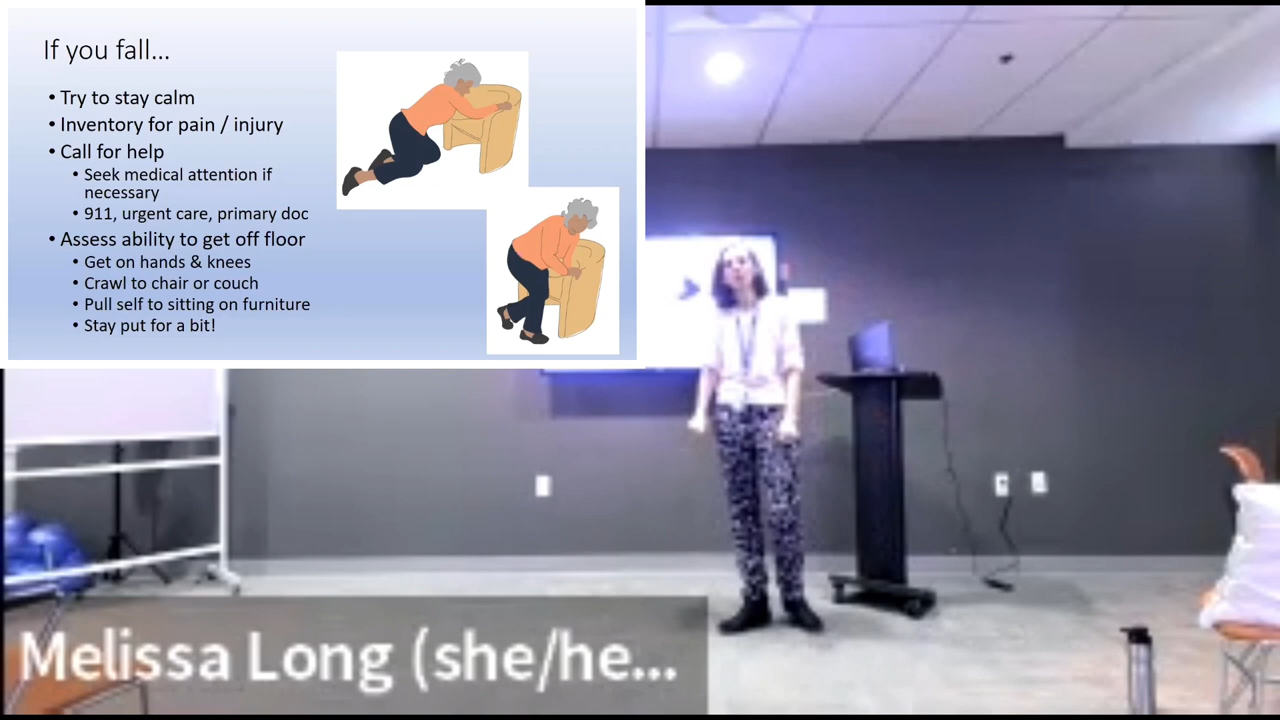 If you fall...
• Try to stay calm
• Inventory for pain / injury
• Call for help
• Seek medical attention if
necessary
• 911, urgent care, primary doc
• Assess ability to get off floor
• Get on hands & knees
• Crawl to chair or couch
• Pull self to sitting on furniture
• Stay put for a bit!
Melissa Long (she/he...